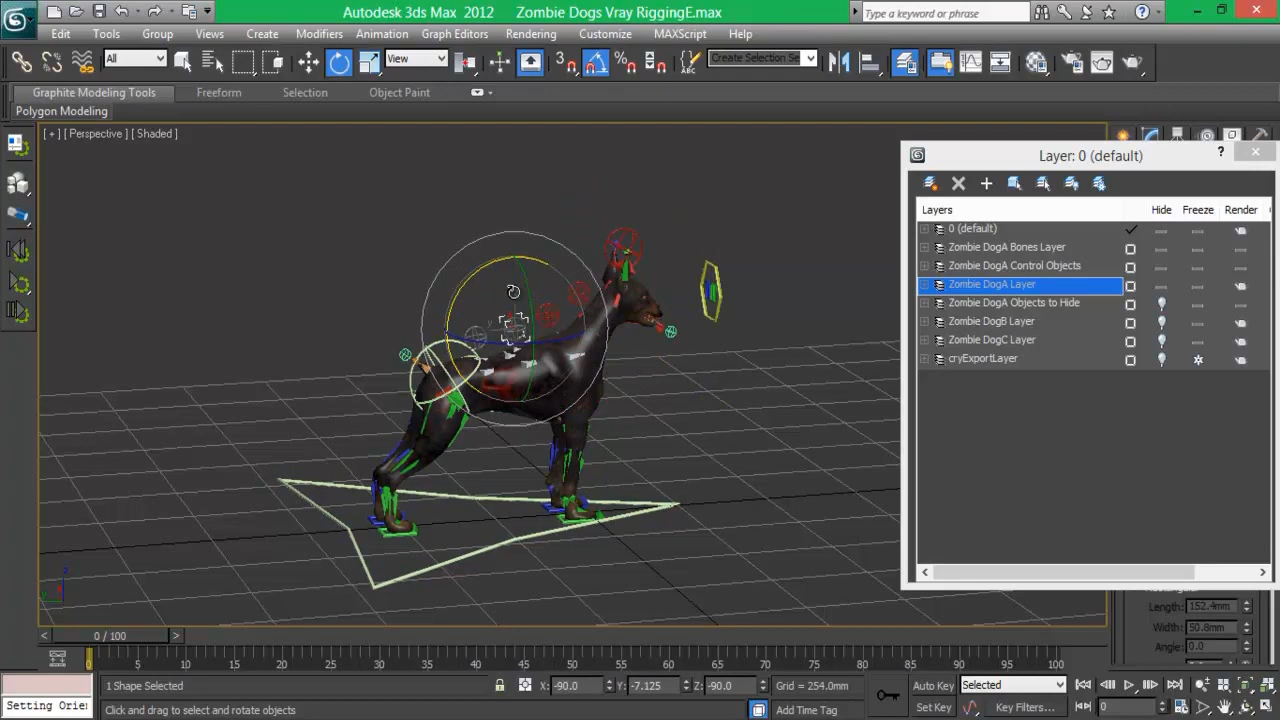 Autodesk 3ds Max 2012 Zombie Dogs Vray RiggingE.max
Type a keyword or phrase
Edit Tools Group Views Create Modifiers Animation Graph Editors Rendering Customize MAXScript Help
All View 3 Create Selection Se
Graphite Modeling Tools Freeform Selection Object Paint
Polygon Modeling
[ + ] [ Perspective ] [ Shaded ]
Layer: 0 (default)
Layers Hide Freeze Render
0 (default)
Zombie DogA Bones Layer
Zombie DogA Control Objects
Zombie DogA Layer
Zombie DogA Objects to Hide
Zombie DogB Layer
Zombie DogC Layer
cryExportLayer
Length: 152.4mm
Width: 50.8mm
Angle: 0.0
0 / 100
0 5 10 15 20 25 30 35 40 45 50 55 60 65 70 75 80 85 90 95 100
1 Shape Selected X: -90.0 Y: -7.125 Z: -90.0 Grid = 254.0mm Auto Key Selected
Setting Orie Click and drag to select and rotate objects Add Time Tag Set Key Key Filters... 0